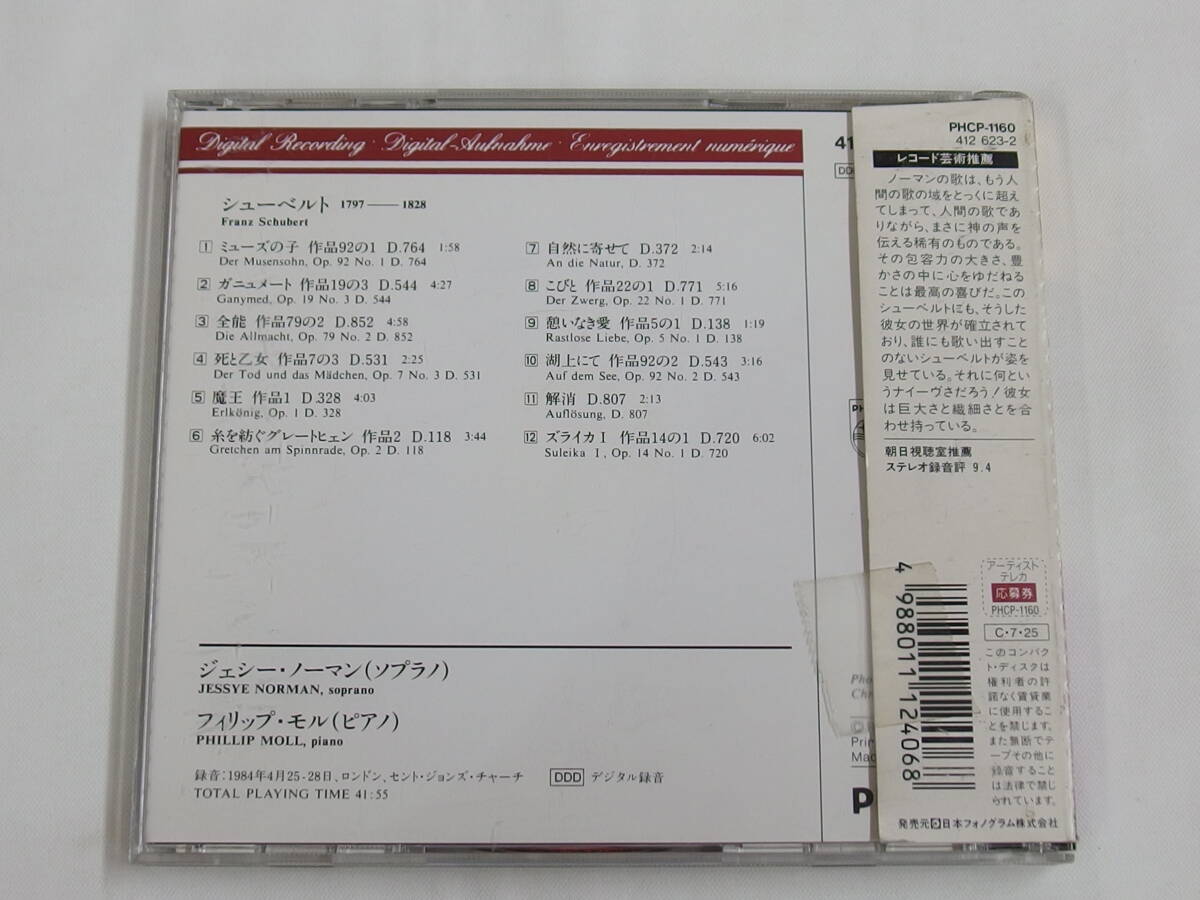 Digital Recording · Digital-Aufnahme · Enregistrement numérique
シューベルト 1797 —— 1828
Franz Schubert
1 ミューズの子 作品92の1 D.764 1:58
Der Musensohn, Op. 92 No. 1 D. 764
2 ガニュメート 作品19の3 D.544 4:27
Ganymed, Op. 19 No. 3 D. 544
3 全能 作品79の2 D.852 4:58
Die Allmacht, Op. 79 No. 2 D. 852
4 死と乙女 作品7の3 D.531 2:25
Der Tod und das Mädchen, Op. 7 No. 3 D. 531
5 魔王 作品1 D.328 4:03
Erlkönig, Op. 1 D. 328
6 糸を紡ぐグレートヒェン 作品2 D.118 3:44
Gretchen am Spinnrade, Op. 2 D. 118
7 自然に寄せて D.372 2:14
An die Natur, D. 372
8 こびと 作品22の1 D.771 5:16
Der Zwerg, Op. 22 No. 1 D. 771
9 憩いなき愛 作品5の1 D.138 1:19
Rastlose Liebe, Op. 5 No. 1 D. 138
10 湖上にて 作品92の2 D.543 3:16
Auf dem See, Op. 92 No. 2 D. 543
11 解消 D.807 2:13
Auflösung, D. 807
12 ズライカ I 作品14の1 D.720 6:02
Suleika I, Op. 14 No. 1 D. 720
ジェシー・ノーマン(ソプラノ)
JESSYE NORMAN, soprano
フィリップ・モル(ピアノ)
PHILLIP MOLL, piano
録音:1984年4月25-28日、ロンドン、セント・ジョンズ・チャーチ DDD デジタル録音
TOTAL PLAYING TIME 41:55
41
DDD
PH
Pho
Chr
Prin
Mad
P
PHCP-1160
412 623-2
レコード芸術推薦
ノーマンの歌は、もう人
間の歌の域をとっくに超え
てしまって、人間の歌であ
りながら、まさに神の声を
伝える稀有のものである。
その包容力の大きさ、豊
かさの中に心をゆだねる
ことは最高の喜びだ。この
シューベルトにも、そうした
彼女の世界が確立されて
おり、誰にも歌い出すこと
のないシューベルトが姿を
見せている。それに何とい
うナイーヴさだろう!彼女
は巨大さと繊細さとを合
わせ持っている。
朝日視聴室推薦
ステレオ録音評 9.4
4 988011 124068
アーティスト
テレカ
応募券
PHCP-1160
C・7・25
このコンパク
ト・ディスクは
権利者の許
諾なく賃貸業
に使用するこ
とを禁じます。
また無断でテ
ープその他に
録音すること
は法律で禁じ
られています。
発売元 日本フォノグラム株式会社